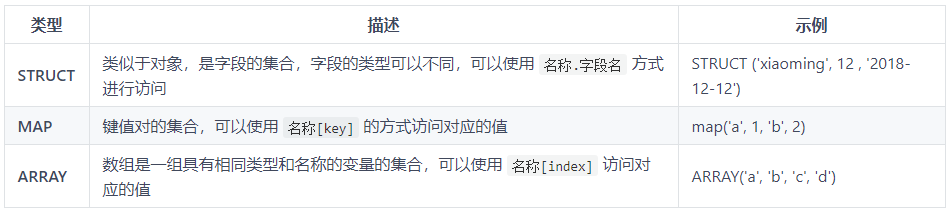 类型 描述 示例
STRUCT 类似于对象，是字段的集合，字段的类型可以不同，可以使用 名称.字段名 方式 STRUCT ('xiaoming', 12 , '2018-
进行访问 12-12')
MAP 键值对的集合，可以使用 名称[key] 的方式访问对应的值 map('a', 1, 'b', 2)
ARRAY 数组是一组具有相同类型和名称的变量的集合，可以使用 名称[index] 访问对 ARRAY('a', 'b', 'c', 'd')
应的值